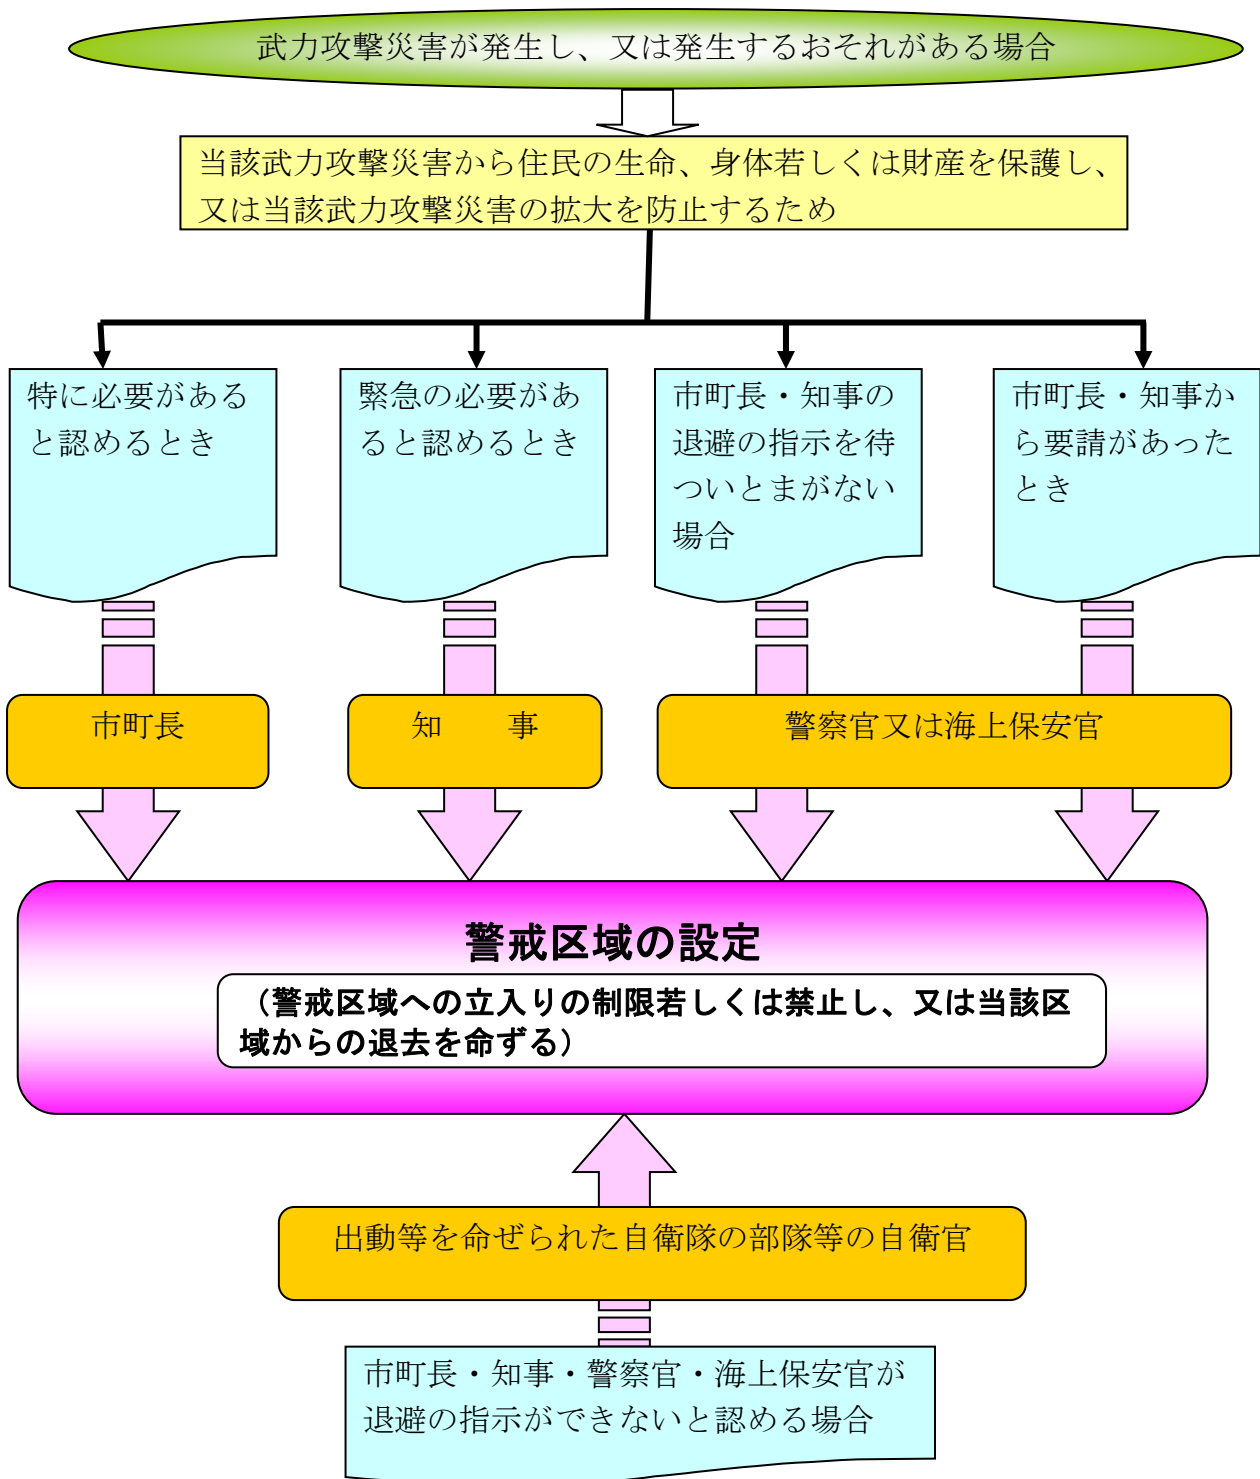 武力攻撃災害が発生し、又は発生するおそれがある場合
当該武力攻撃災害から住民の生命、身体若しくは財産を保護し、
又は当該武力攻撃災害の拡大を防止するため
特に必要がある
と認めるとき
緊急の必要があ
ると認めるとき
市町長・知事の
退避の指示を待
ついとまがない
場合
市町長・知事か
ら要請があった
とき
市町長
知　　事
警察官又は海上保安官
警戒区域の設定
（警戒区域への立入りの制限若しくは禁止し、又は当該区
域からの退去を命ずる）
出動等を命ぜられた自衛隊の部隊等の自衛官
市町長・知事・警察官・海上保安官が
退避の指示ができないと認める場合